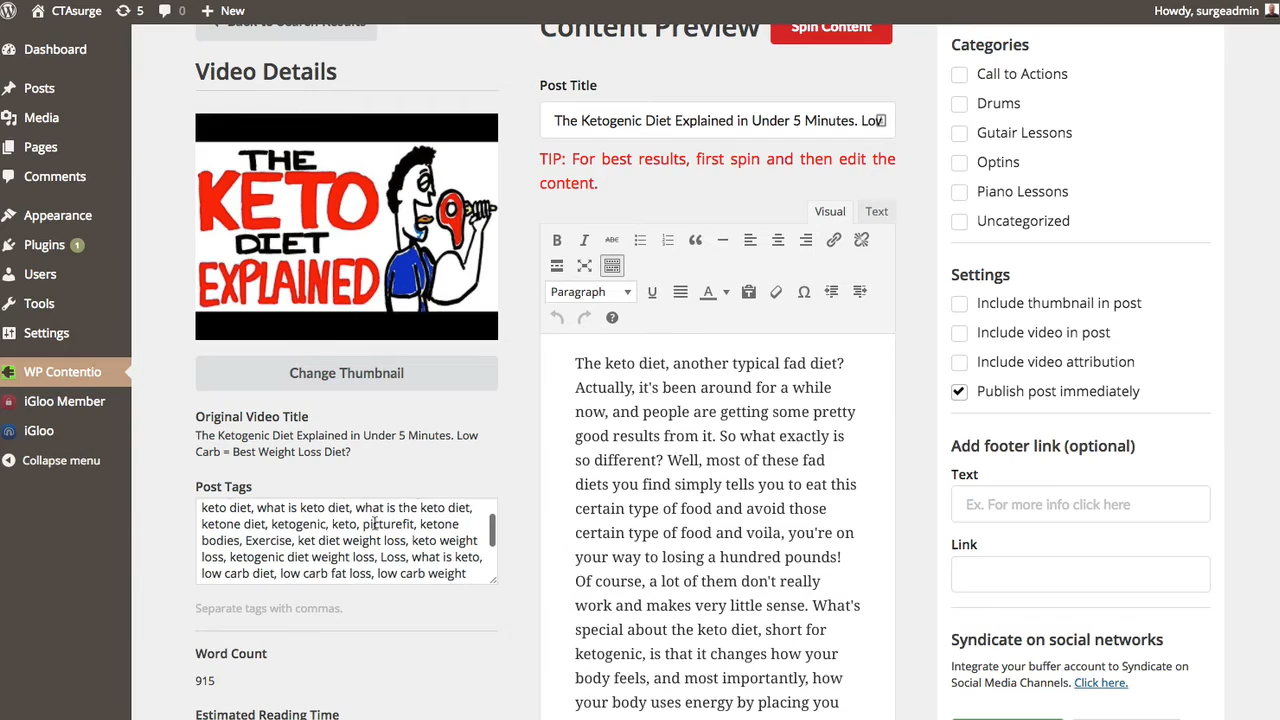 CTSurge
5
0
New
Howdy, surgeadmin
Dashboard
Posts
Media
Pages
Comments
Appearance
Plugins 1
Users
Tools
Settings
WP Contentio
iGloo Member
iGloo
Collapse menu
Back to Search Results
Video Details
THE
KETO
DIET
EXPLAINED
Change Thumbnail
Original Video Title
The Ketogenic Diet Explained in Under 5 Minutes. Low
Carb = Best Weight Loss Diet?
Post Tags
keto diet, what is keto diet, what is the keto diet,
ketone diet, ketogenic, keto, picturefit, ketone
bodies, Exercise, ket diet weight loss, keto weight
loss, ketogenic diet weight loss, Loss, what is keto,
low carb diet, low carb fat loss, low carb weight
Separate tags with commas.
Word Count
915
Estimated Reading Time
Content Preview
Spin Content
Post Title
The Ketogenic Diet Explained in Under 5 Minutes. Low
TIP: For best results, first spin and then edit the
content.
Visual
Text
B I ABC
Paragraph
U
A
Ω
The keto diet, another typical fad diet?
Actually, it's been around for a while
now, and people are getting some pretty
good results from it. So what exactly is
so different? Well, most of these fad
diets you find simply tells you to eat this
certain type of food and avoid those
certain type of food and voila, you're on
your way to losing a hundred pounds!
Of course, a lot of them don't really
work and makes very little sense. What's
special about the keto diet, short for
ketogenic, is that it changes how your
body feels, and most importantly, how
your body uses energy by placing you
Categories
Call to Actions
Drums
Gutair Lessons
Optins
Piano Lessons
Uncategorized
Settings
Include thumbnail in post
Include video in post
Include video attribution
Publish post immediately
Add footer link (optional)
Text
Ex. For more info click here
Link
Syndicate on social networks
Integrate your buffer account to Syndicate on
Social Media Channels. Click here.